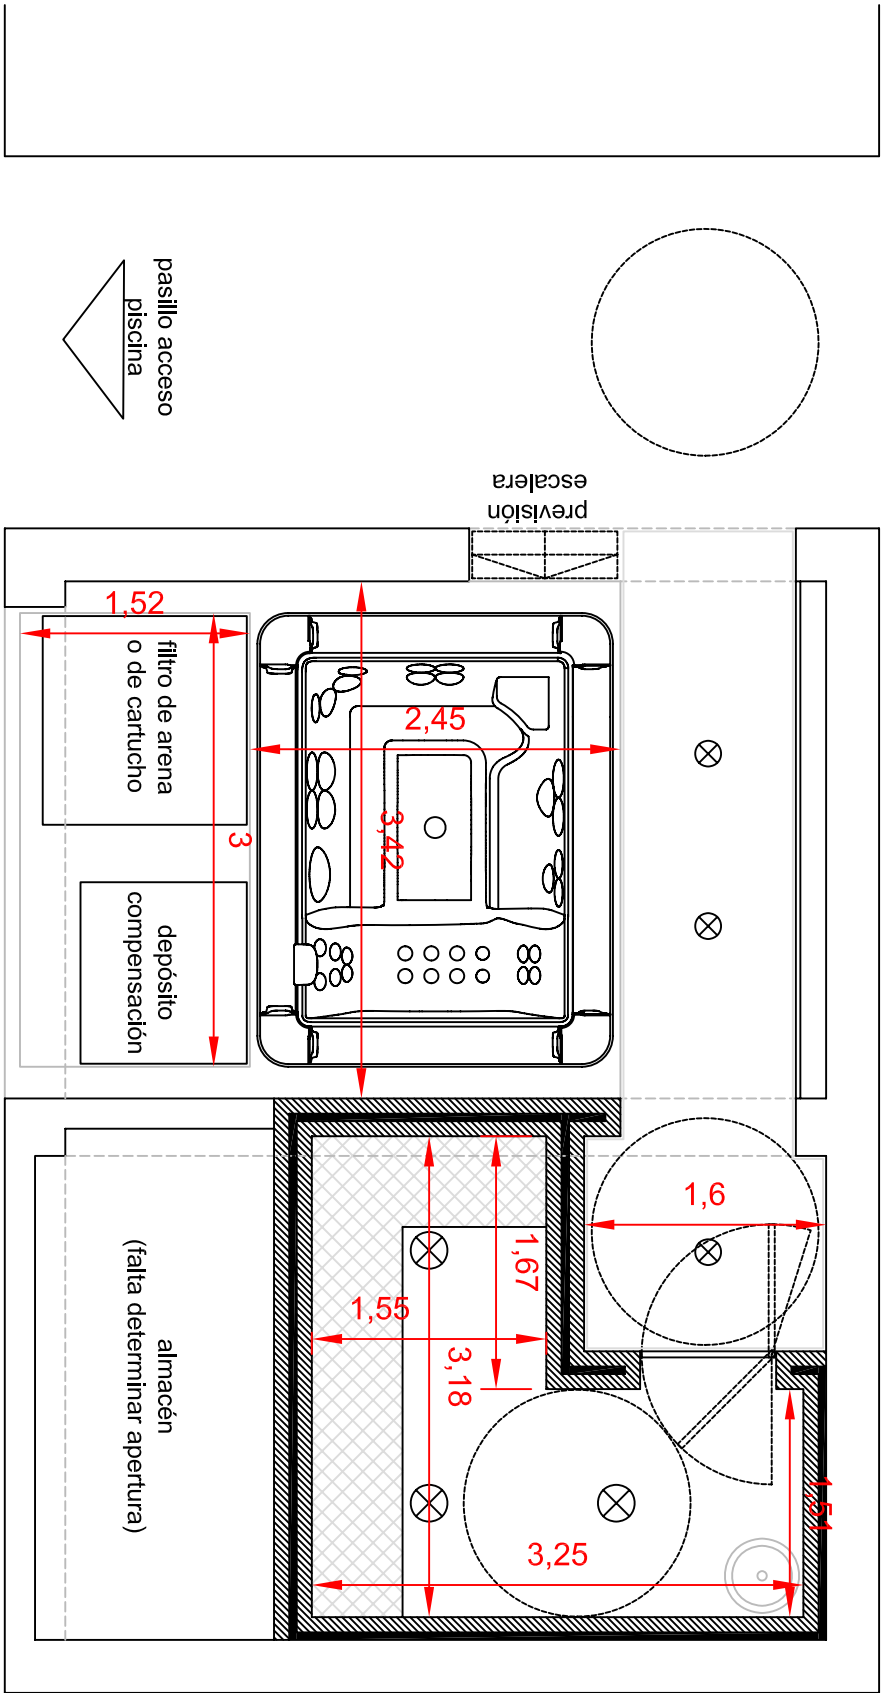 pasillo acceso
piscina
previsión
escalera
1,52
filtro de arena
o de cartucho
2,45
3,42
3
depósito
compensación
1,6
1,67
1,55
3,18
almacén
(falta determinar apertura)
1,51
3,25